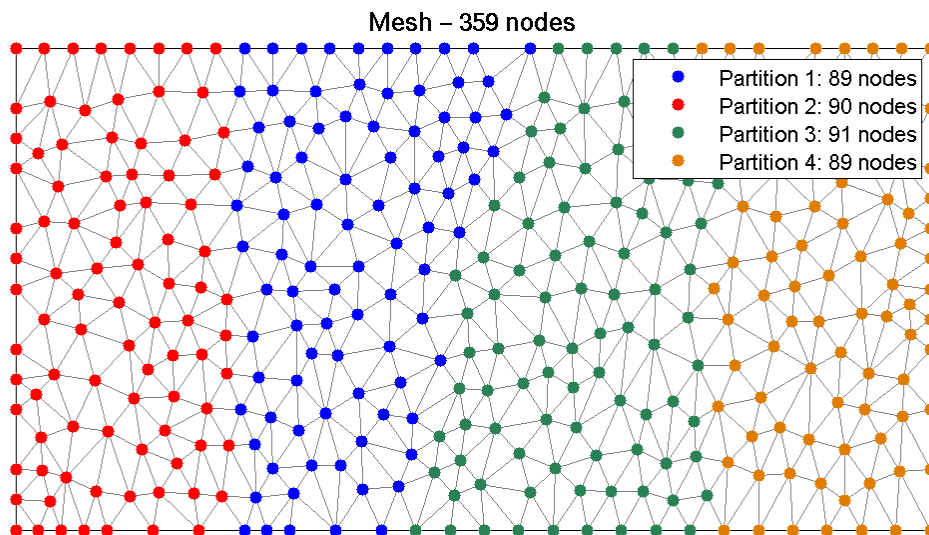 Mesh – 359 nodes
Partition 1: 89 nodes
Partition 2: 90 nodes
Partition 3: 91 nodes
Partition 4: 89 nodes